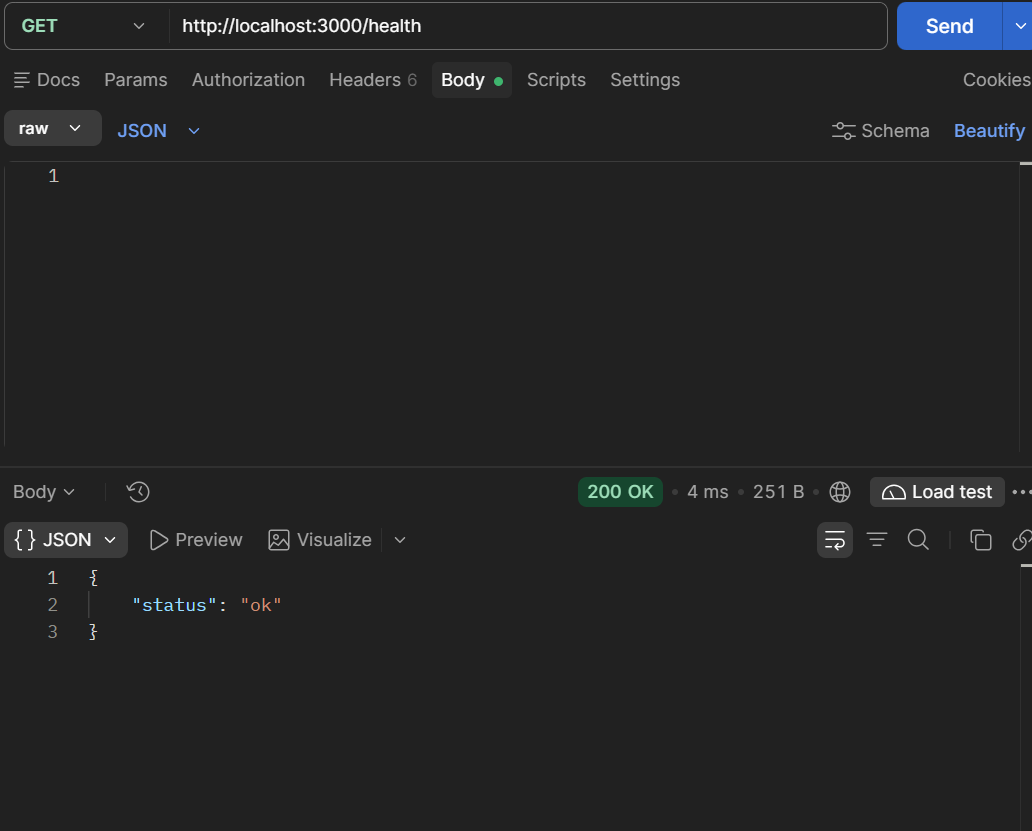 GET http://localhost:3000/health Send
Docs Params Authorization Headers 6 Body Scripts Settings Cookies
raw JSON Schema Beautify
1
Body 200 OK • 4 ms • 251 B • Load test
{} JSON Preview Visualize
1 {
2 "status": "ok"
3 }